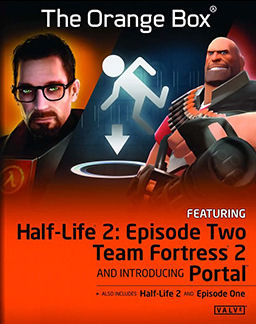 The Orange Box®
FEATURING
Half-Life 2: Episode Two
Team Fortress 2
AND INTRODUCING Portal
ALSO INCLUDES Half-Life 2 AND Episode One
VALVE